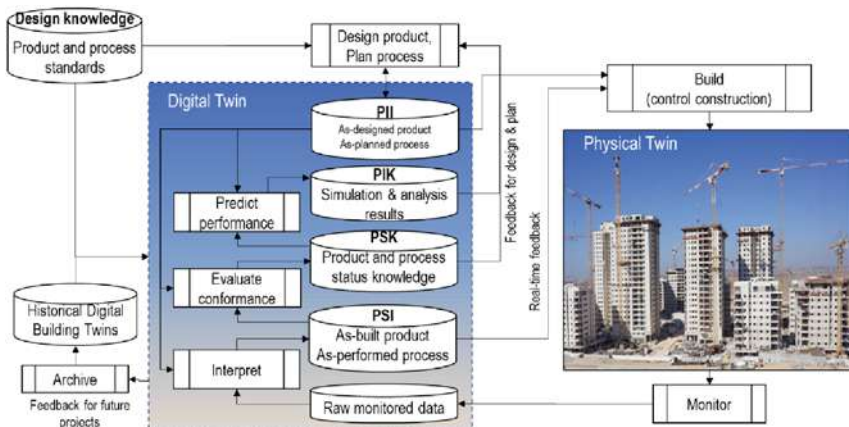 Design knowledge
Product and process
standards
Design product,
Plan process
Digital Twin
PII
As-designed product
As-planned process
PIK
Simulation & analysis
results
Predict
performance
PSK
Product and process
status knowledge
Evaluate
conformance
PSI
As-built product
As-performed process
Interpret
Raw monitored data
Historical Digital
Building Twins
Archive
Feedback for future
projects
Feedback for design & plan
Real-time feedback
Build
(control construction)
Physical Twin
Monitor